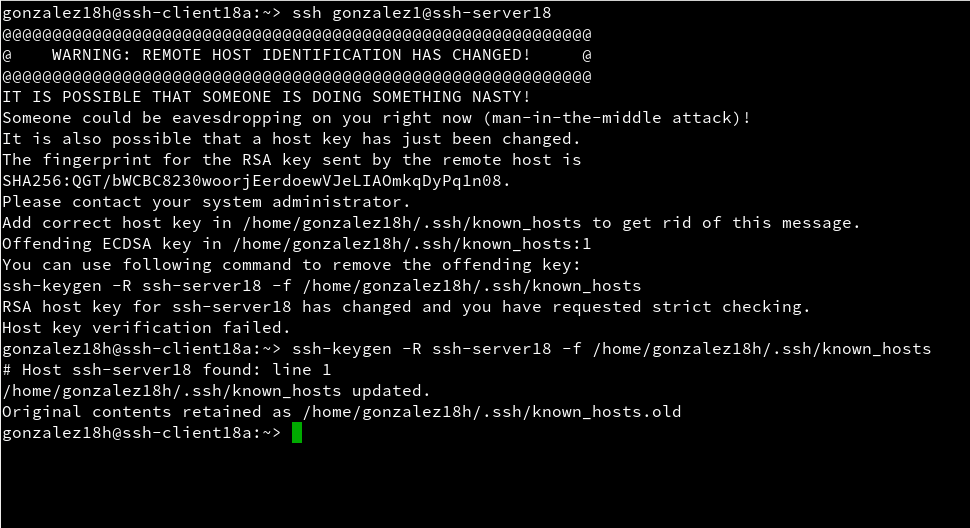 gonzalez18h@ssh-client18a:~> ssh gonzalez1@ssh-server18
@@@@@@@@@@@@@@@@@@@@@@@@@@@@@@@@@@@@@@@@@@@@@@@@@@@@@@@@@@@
@    WARNING: REMOTE HOST IDENTIFICATION HAS CHANGED!     @
@@@@@@@@@@@@@@@@@@@@@@@@@@@@@@@@@@@@@@@@@@@@@@@@@@@@@@@@@@@
IT IS POSSIBLE THAT SOMEONE IS DOING SOMETHING NASTY!
Someone could be eavesdropping on you right now (man-in-the-middle attack)!
It is also possible that a host key has just been changed.
The fingerprint for the RSA key sent by the remote host is
SHA256:QGT/bWCBC8230woorjEerdoewVJeLIAOmkqDyPq1n08.
Please contact your system administrator.
Add correct host key in /home/gonzalez18h/.ssh/known_hosts to get rid of this message.
Offending ECDSA key in /home/gonzalez18h/.ssh/known_hosts:1
You can use following command to remove the offending key:
ssh-keygen -R ssh-server18 -f /home/gonzalez18h/.ssh/known_hosts
RSA host key for ssh-server18 has changed and you have requested strict checking.
Host key verification failed.
gonzalez18h@ssh-client18a:~> ssh-keygen -R ssh-server18 -f /home/gonzalez18h/.ssh/known_hosts
# Host ssh-server18 found: line 1
/home/gonzalez18h/.ssh/known_hosts updated.
Original contents retained as /home/gonzalez18h/.ssh/known_hosts.old
gonzalez18h@ssh-client18a:~>